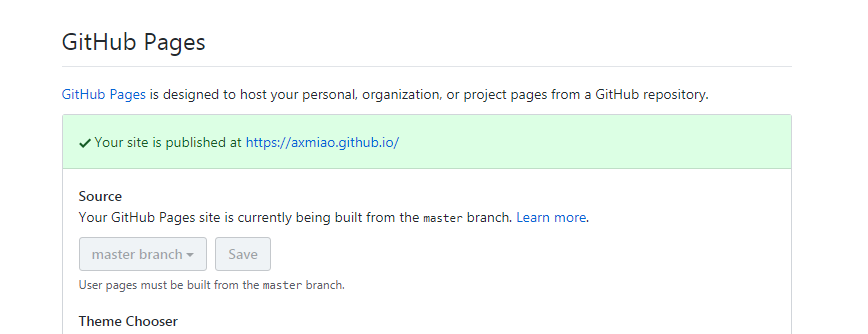 GitHub Pages
GitHub Pages is designed to host your personal, organization, or project pages from a GitHub repository.
✔ Your site is published at https://axmiao.github.io/
Source
Your GitHub Pages site is currently being built from the master branch. Learn more.
master branch Save
User pages must be built from the master branch.
Theme Chooser